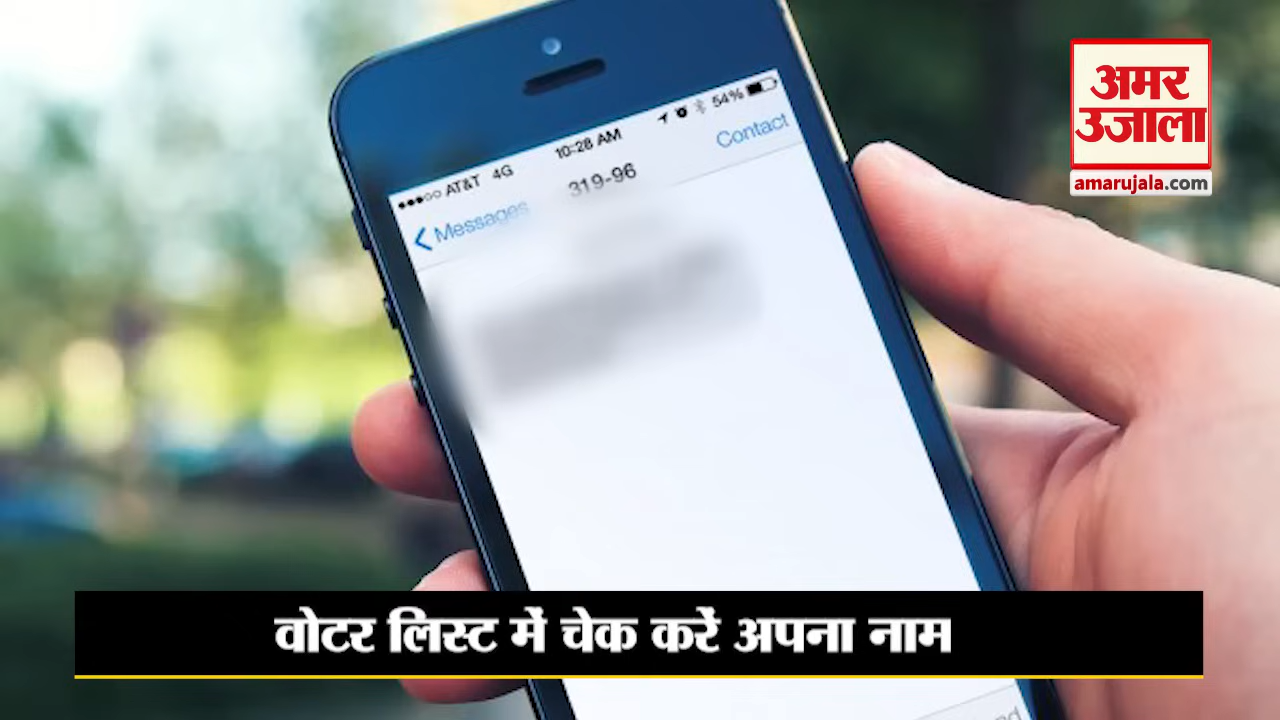 अमर
उजाला
amarujala.com
AT&T 4G 10:28 AM 54%
Messages 319-96 Contact
वोटर लिस्ट में चेक करें अपना नाम